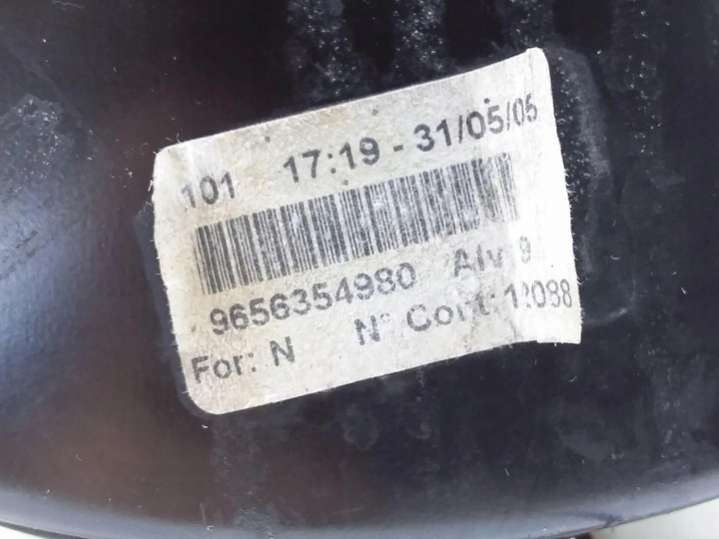 101 17:19 - 31/05/05
9656354980 Alv 9
For: N N° Cont: 12088